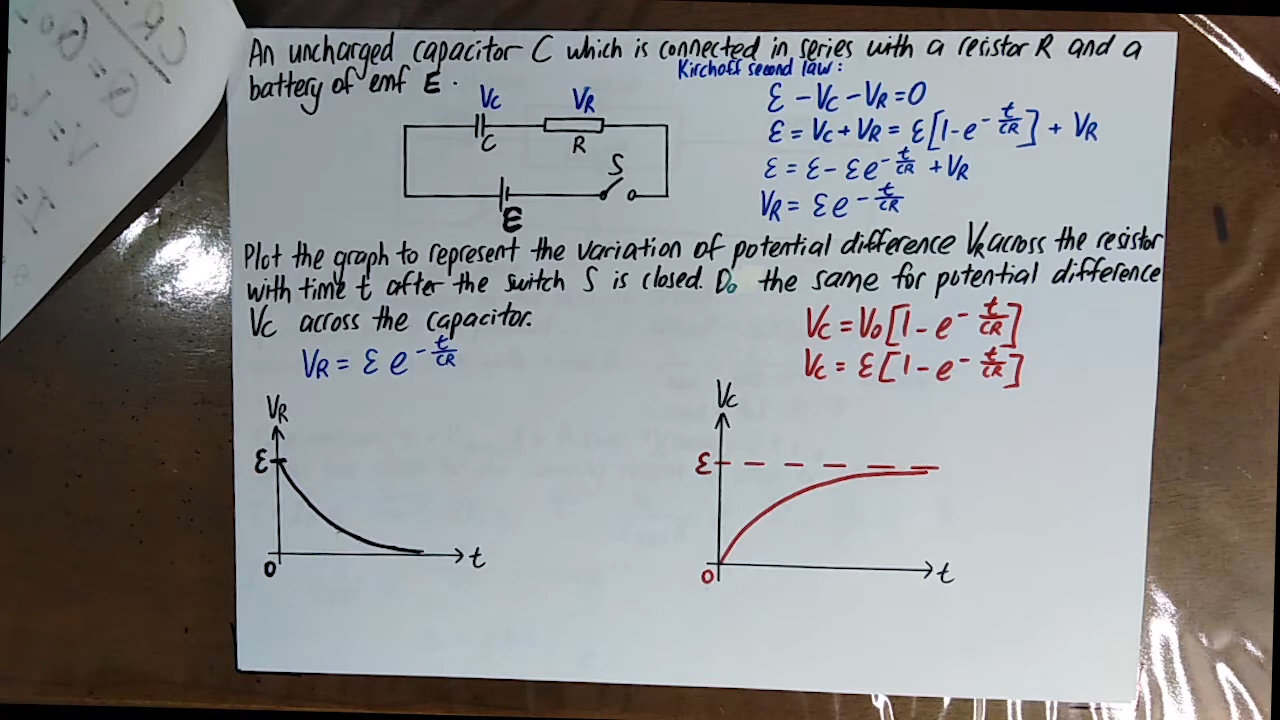 An uncharged capacitor C which is connected in series with a resistor R and a
battery of emf E.
Kirchoff second law:
ε - Vc - VR = 0
ε = Vc + VR = ε[1 - e^(-t/CR)] + VR
ε = ε - εe^(-t/CR) + VR
VR = εe^(-t/CR)
Vc VR
C R
S
ε
Plot the graph to represent the variation of potential difference VR across the resistor
with time t after the switch S is closed. Do the same for potential difference
Vc across the capacitor.
VR = ε e^(-t/CR)
Vc = V0[1 - e^(-t/CR)]
Vc = ε[1 - e^(-t/CR)]
VR
ε
0
t
Vc
ε
0
t